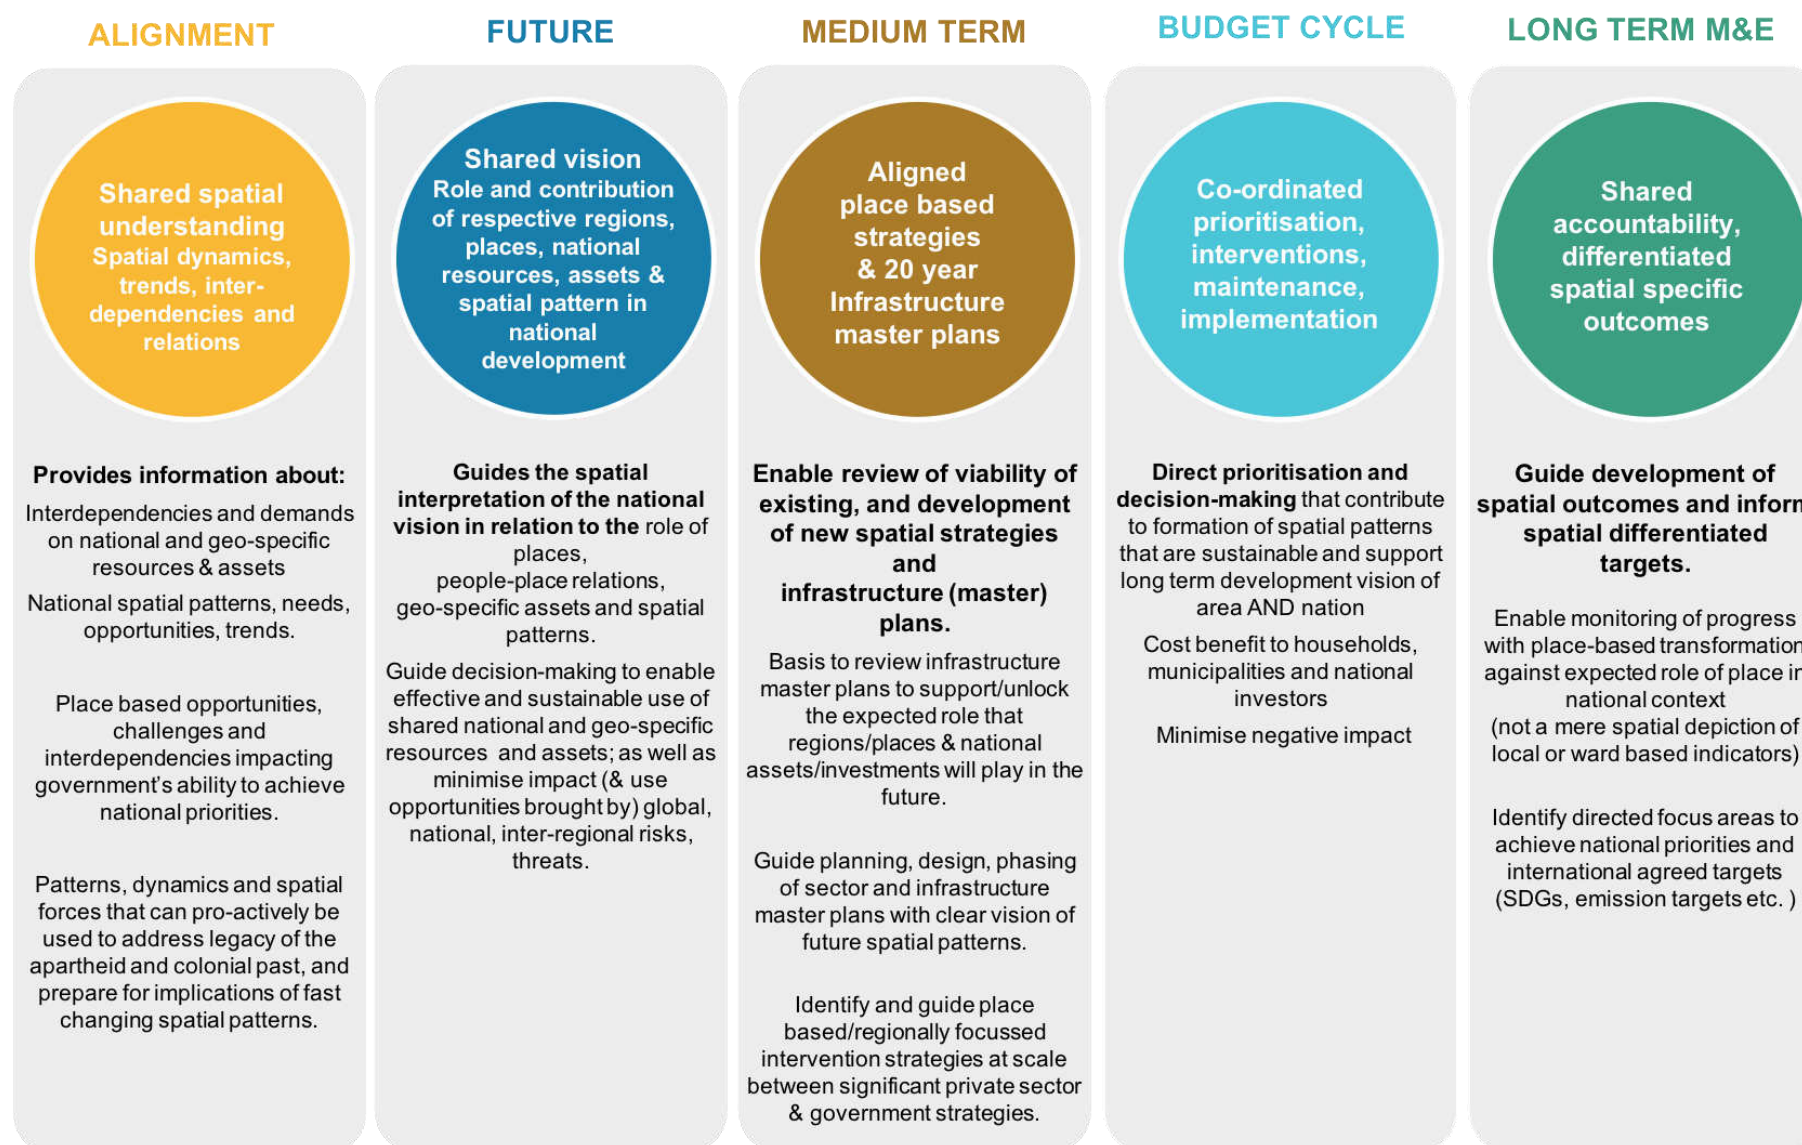 ALIGNMENT
Shared spatial
understanding
Spatial dynamics,
trends, inter-
dependencies and
relations
Provides information about:
Interdependencies and demands
on national and geo-specific
resources & assets
National spatial patterns, needs,
opportunities, trends.
Place based opportunities,
challenges and
interdependencies impacting
government's ability to achieve
national priorities.
Patterns, dynamics and spatial
forces that can pro-actively be
used to address legacy of the
apartheid and colonial past, and
prepare for implications of fast
changing spatial patterns.
FUTURE
Shared vision
Role and contribution
of respective regions,
places, national
resources, assets &
spatial pattern in
national
development
Guides the spatial
interpretation of the national
vision in relation to the role of
places,
people-place relations,
geo-specific assets and spatial
patterns.
Guide decision-making to enable
effective and sustainable use of
shared national and geo-specific
resources and assets; as well as
minimise impact (& use
opportunities brought by) global,
national, inter-regional risks,
threats.
MEDIUM TERM
Aligned
place based
strategies
& 20 year
Infrastructure
master plans
Enable review of viability of
existing, and development
of new spatial strategies
and
infrastructure (master)
plans.
Basis to review infrastructure
master plans to support/unlock
the expected role that
regions/places & national
assets/investments will play in the
future.
Guide planning, design, phasing
of sector and infrastructure
master plans with clear vision of
future spatial patterns.
Identify and guide place
based/regionally focussed
intervention strategies at scale
between significant private sector
& government strategies.
BUDGET CYCLE
Co-ordinated
prioritisation,
interventions,
maintenance,
implementation
Direct prioritisation and
decision-making that contribute
to formation of spatial patterns
that are sustainable and support
long term development vision of
area AND nation
Cost benefit to households,
municipalities and national
investors
Minimise negative impact
LONG TERM M&E
Shared
accountability,
differentiated
spatial specific
outcomes
Guide development of
spatial outcomes and inform
spatial differentiated
targets.
Enable monitoring of progress
with place-based transformation
against expected role of place in
national context
(not a mere spatial depiction of
local or ward based indicators)
Identify directed focus areas to
achieve national priorities and
international agreed targets
(SDGs, emission targets etc. )